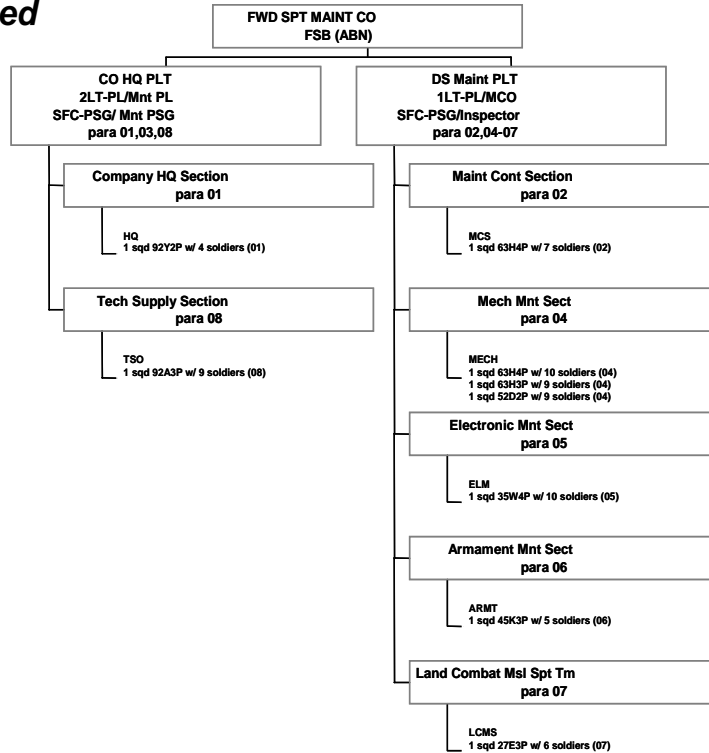 ed
FWD SPT MAINT CO
FSB (ABN)
CO HQ PLT
2LT-PL/Mnt PL
SFC-PSG/ Mnt PSG
para 01,03,08
DS Maint PLT
1LT-PL/MCO
SFC-PSG/Inspector
para 02,04-07
Company HQ Section
para 01
HQ
1 sqd 92Y2P w/ 4 soldiers (01)
Tech Supply Section
para 08
TSO
1 sqd 92A3P w/ 9 soldiers (08)
Maint Cont Section
para 02
MCS
1 sqd 63H4P w/ 7 soldiers (02)
Mech Mnt Sect
para 04
MECH
1 sqd 63H4P w/ 10 soldiers (04)
1 sqd 63H3P w/ 9 soldiers (04)
1 sqd 52D2P w/ 9 soldiers (04)
Electronic Mnt Sect
para 05
ELM
1 sqd 35W4P w/ 10 soldiers (05)
Armament Mnt Sect
para 06
ARMT
1 sqd 45K3P w/ 5 soldiers (06)
Land Combat Msl Spt Tm
para 07
LCMS
1 sqd 27E3P w/ 6 soldiers (07)